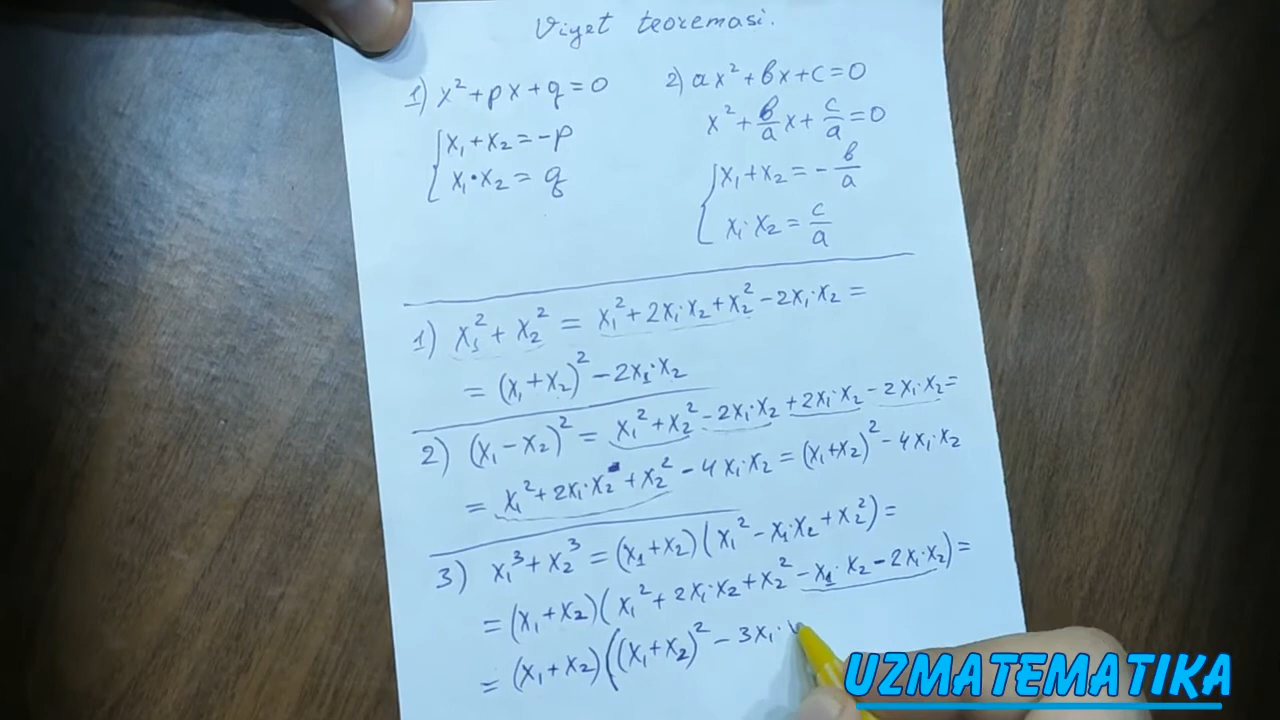 Viyet teoremasi.
1) x² + px + q = 0
{x₁ + x₂ = -p
x₁·x₂ = q
2) ax² + bx + c = 0
x² + b/a x + c/a = 0
{x₁ + x₂ = - b/a
x₁·x₂ = c/a
1) x₁² + x₂² = x₁² + 2x₁·x₂ + x₂² - 2x₁·x₂ =
= (x₁ + x₂)² - 2x₁·x₂
2) (x₁ - x₂)² = x₁² + x₂² - 2x₁·x₂ + 2x₁·x₂ - 2x₁·x₂ =
= x₁² + 2x₁·x₂ + x₂² - 4x₁·x₂ = (x₁+x₂)² - 4x₁·x₂
3) x₁³ + x₂³ = (x₁ + x₂)(x₁² - x₁·x₂ + x₂²) =
= (x₁ + x₂)(x₁² + 2x₁·x₂ + x₂² - x₁·x₂ - 2x₁·x₂) =
= (x₁ + x₂)((x₁ + x₂)² - 3x₁·
UZMATEMATIKA